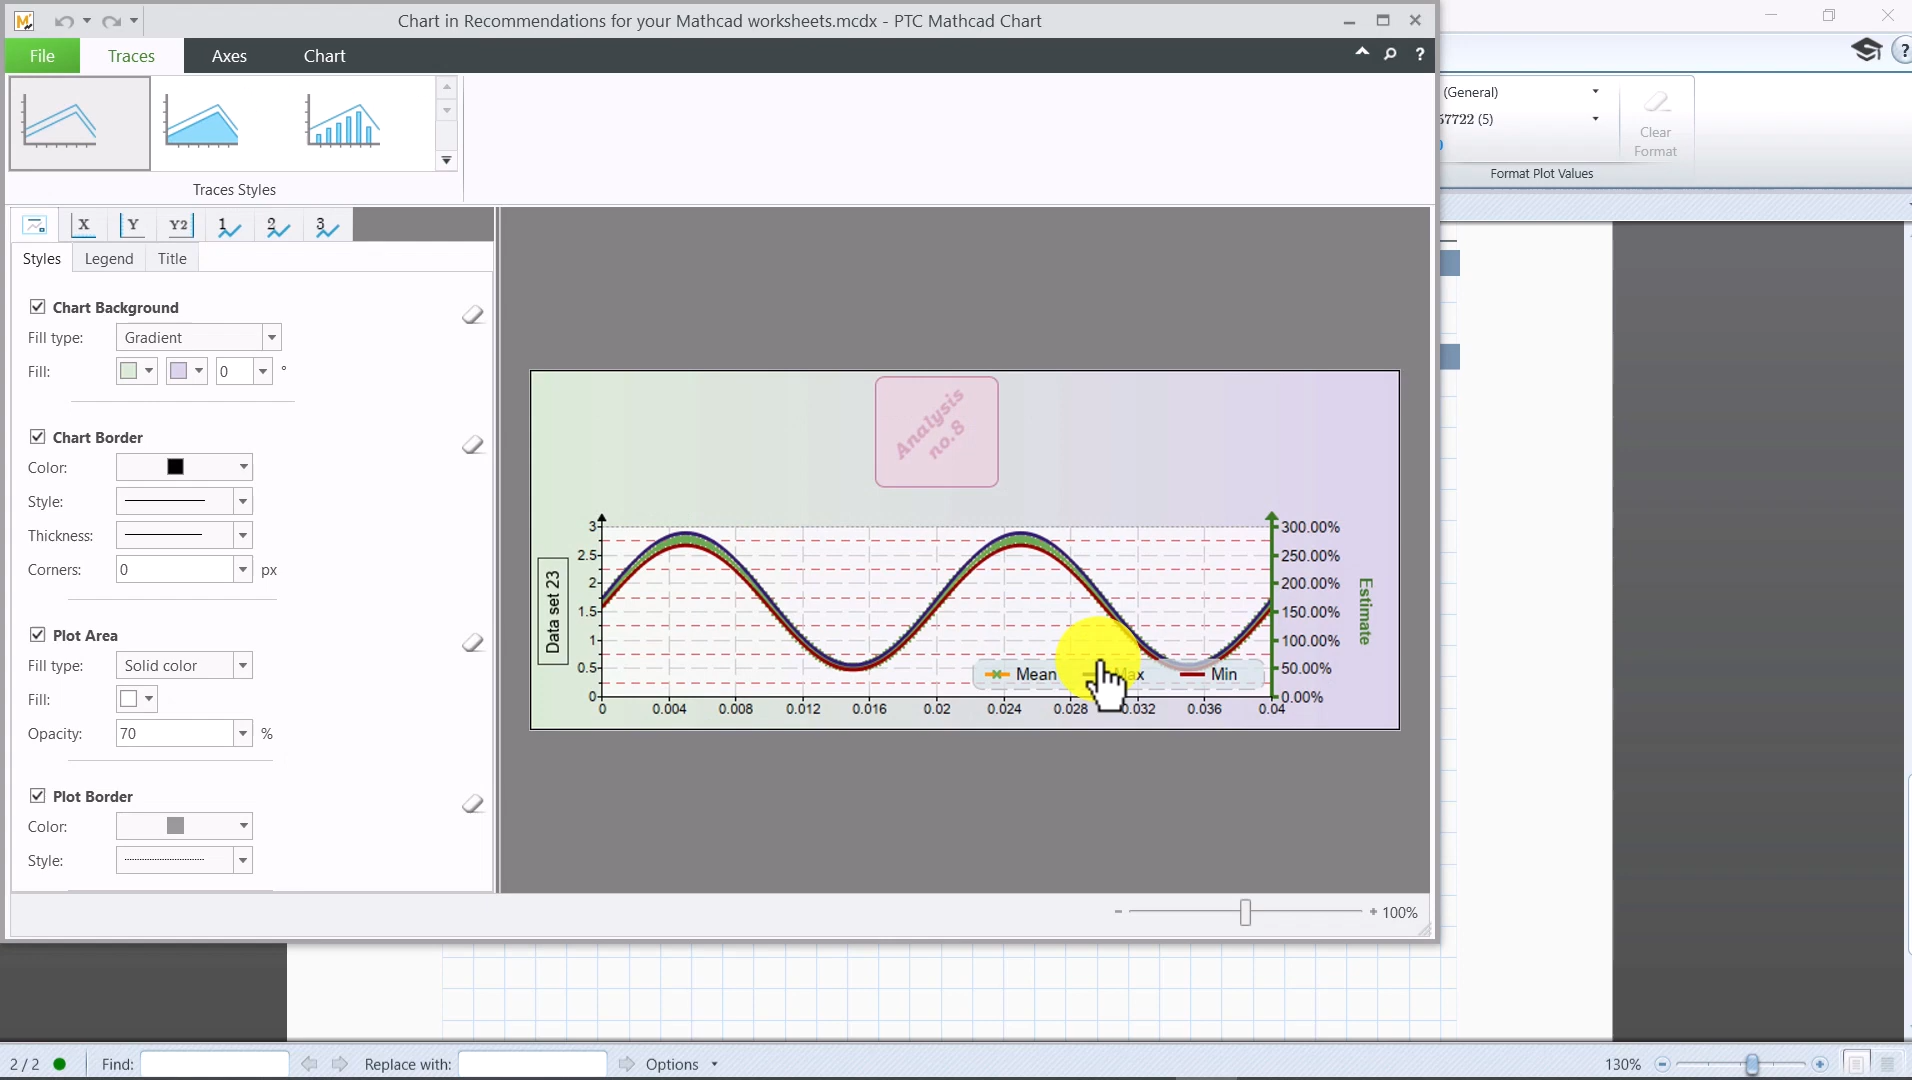 Chart in Recommendations for your Mathcad worksheets.mcdx - PTC Mathcad Chart
File Traces Axes Chart
?
?
(General)
57722 (5)
Clear
Format
Format Plot Values
Traces Styles
X Y Y2 1 2 3
Styles Legend Title
Chart Background
Fill type: Gradient
Fill: 0 °
Chart Border
Color:
Style:
Thickness:
Corners: 0 px
Plot Area
Fill type: Solid color
Fill:
Opacity: 70 %
Plot Border
Color:
Style:
Analysis
no.8
Data set 23
3
2.5
2
1.5
1
0.5
0
0 0.004 0.008 0.012 0.016 0.02 0.024 0.028 0.032 0.036 0.04
300.00%
250.00%
200.00%
150.00%
100.00%
50.00%
0.00%
Estimate
Mean Min
- + 100%
2 / 2 Find: Replace with: Options 130%